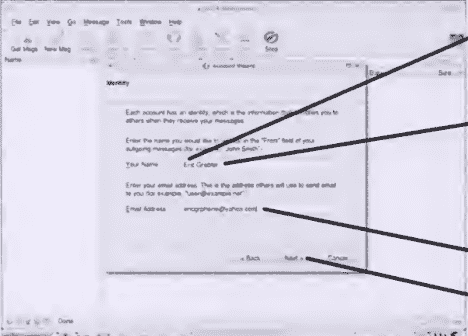 File Edit View Go Message Tools Window Help
Get Msgs New Msg Stop
Name
Account Wizard
Identity
Each account has an identity, which is the information that identifies you to
others when they receive your messages.
Enter the name you would like to appear in the "From" field of your
outgoing messages (for example, "John Smith").
Your Name Eric
Enter your email address. This is the address others will use to send email
to you (for example, "user@example.net").
Email Address
< Back Next > Cancel
Done